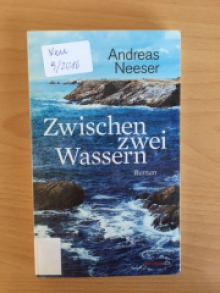 Neu
9/2016
Andreas
Neeser
Zwischen
zwei
Wassern
Roman